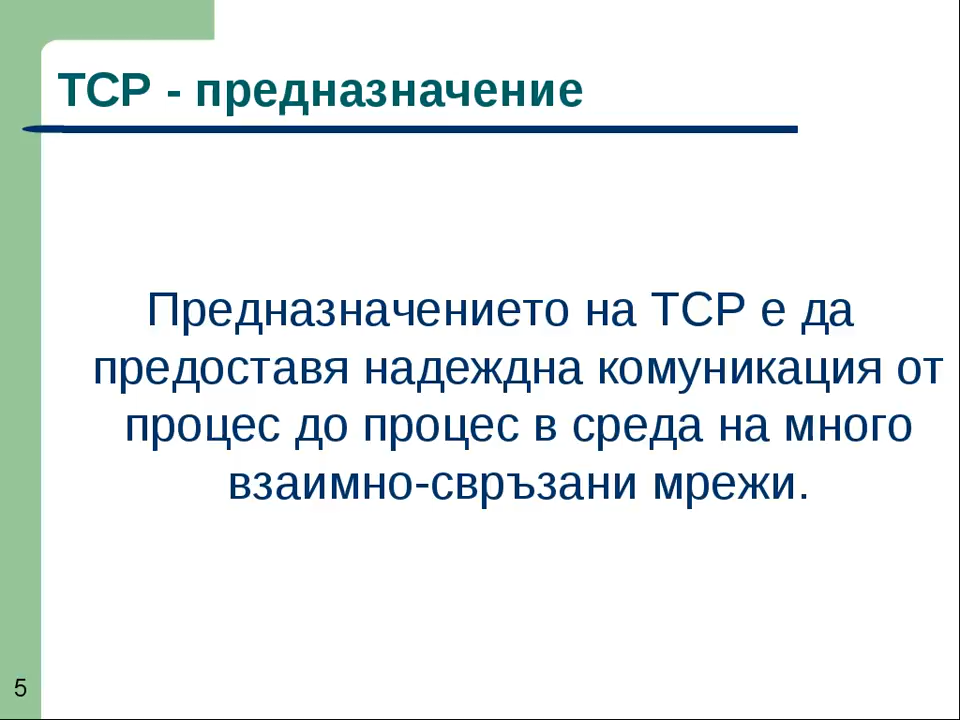 TCP - предназначение
Предназначението на TCP е да
предоставя надеждна комуникация от
процес до процес в среда на много
взаимно-свръзани мрежи.
5